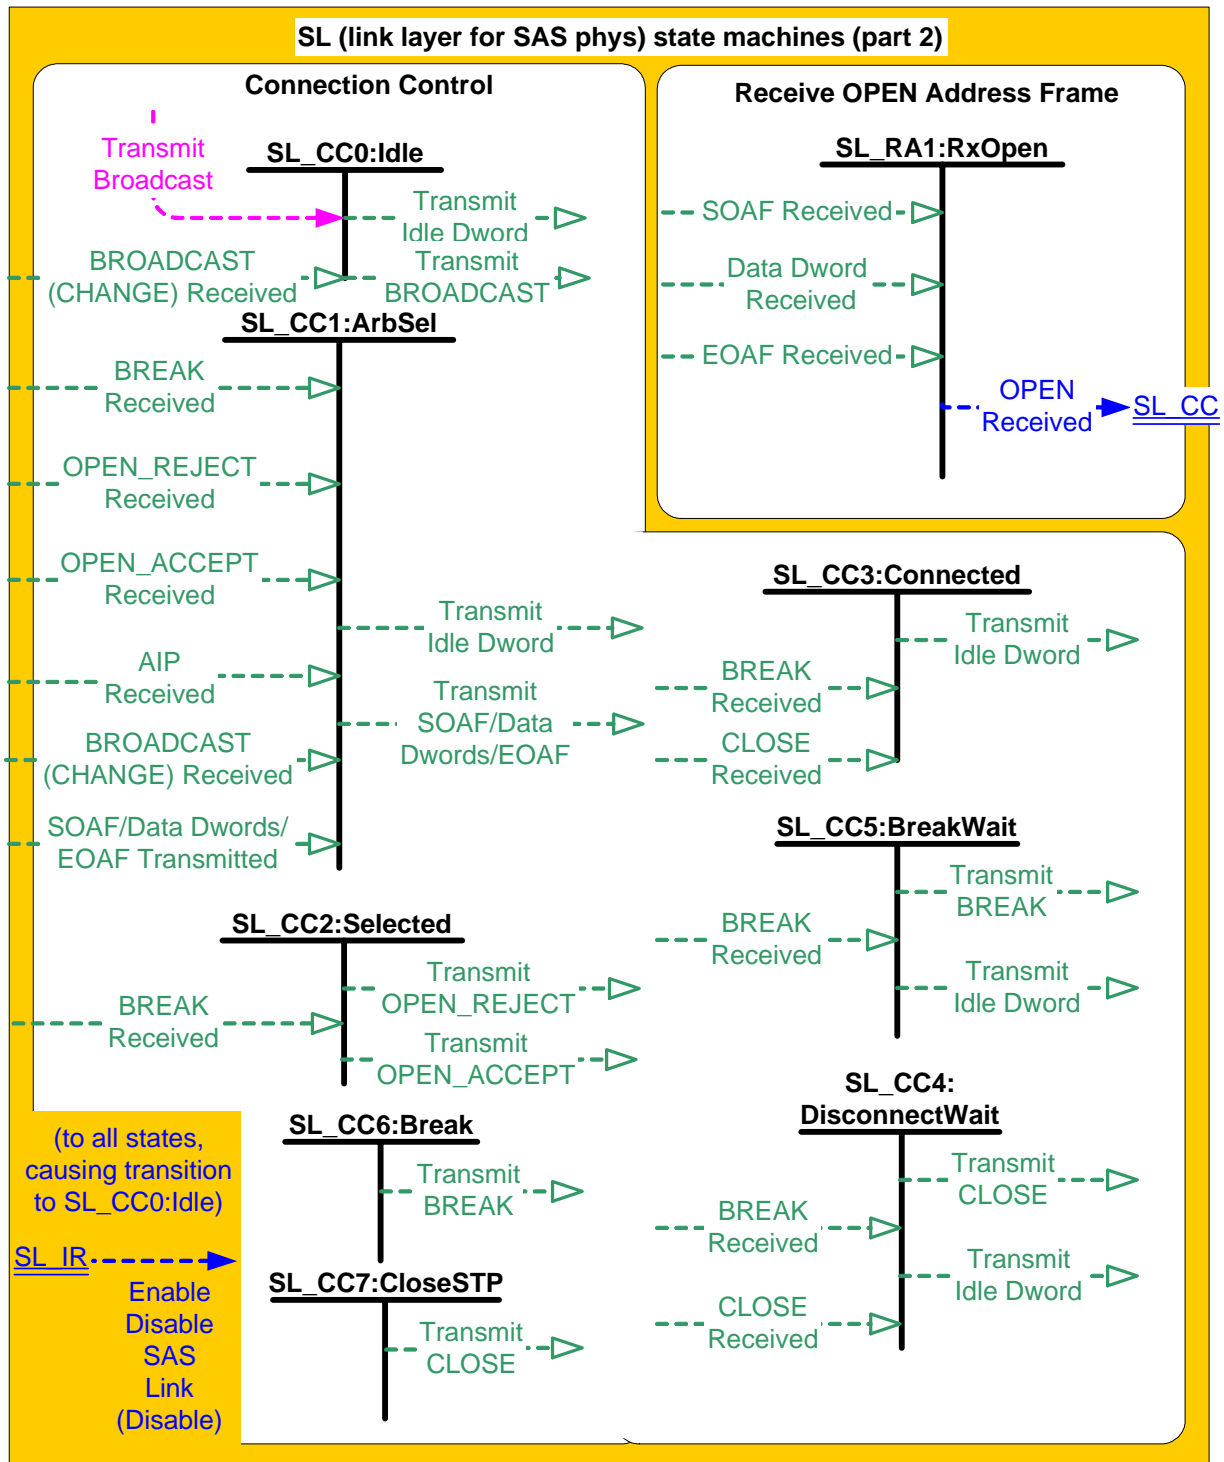 SL (link layer for SAS phys) state machines (part 2)
Connection Control
Transmit
Broadcast
SL_CC0:Idle
Transmit
Idle Dword
BROADCAST
(CHANGE) Received
Transmit
BROADCAST
SL_CC1:ArbSel
BREAK
Received
OPEN_REJECT
Received
OPEN_ACCEPT
Received
Transmit
Idle Dword
AIP
Received
Transmit
SOAF/Data
Dwords/EOAF
BROADCAST
(CHANGE) Received
SOAF/Data Dwords/
EOAF Transmitted
SL_CC2:Selected
Transmit
OPEN_REJECT
BREAK
Received
Transmit
OPEN_ACCEPT
(to all states,
causing transition
to SL_CC0:Idle)
SL_IR
Enable
Disable
SAS
Link
(Disable)
SL_CC6:Break
Transmit
BREAK
SL_CC7:CloseSTP
Transmit
CLOSE
Receive OPEN Address Frame
SL_RA1:RxOpen
SOAF Received
Data Dword
Received
EOAF Received
OPEN
Received
SL_CC
SL_CC3:Connected
Transmit
Idle Dword
BREAK
Received
CLOSE
Received
SL_CC5:BreakWait
Transmit
BREAK
BREAK
Received
Transmit
Idle Dword
SL_CC4:
DisconnectWait
Transmit
CLOSE
BREAK
Received
Transmit
Idle Dword
CLOSE
Received